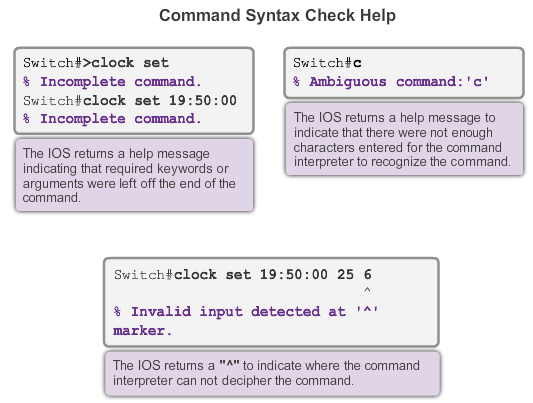 Command Syntax Check Help
Switch#>clock set
% Incomplete command.
Switch#clock set 19:50:00
% Incomplete command.
The IOS returns a help message
indicating that required keywords or
arguments were left off the end of the
command.
Switch#c
% Ambiguous command:'c'
The IOS returns a help message to
indicate that there were not enough
characters entered for the command
interpreter to recognize the command.
Switch#clock set 19:50:00 25 6
^
% Invalid input detected at '^'
marker.
The IOS returns a "^" to indicate where the command
interpreter can not decipher the command.